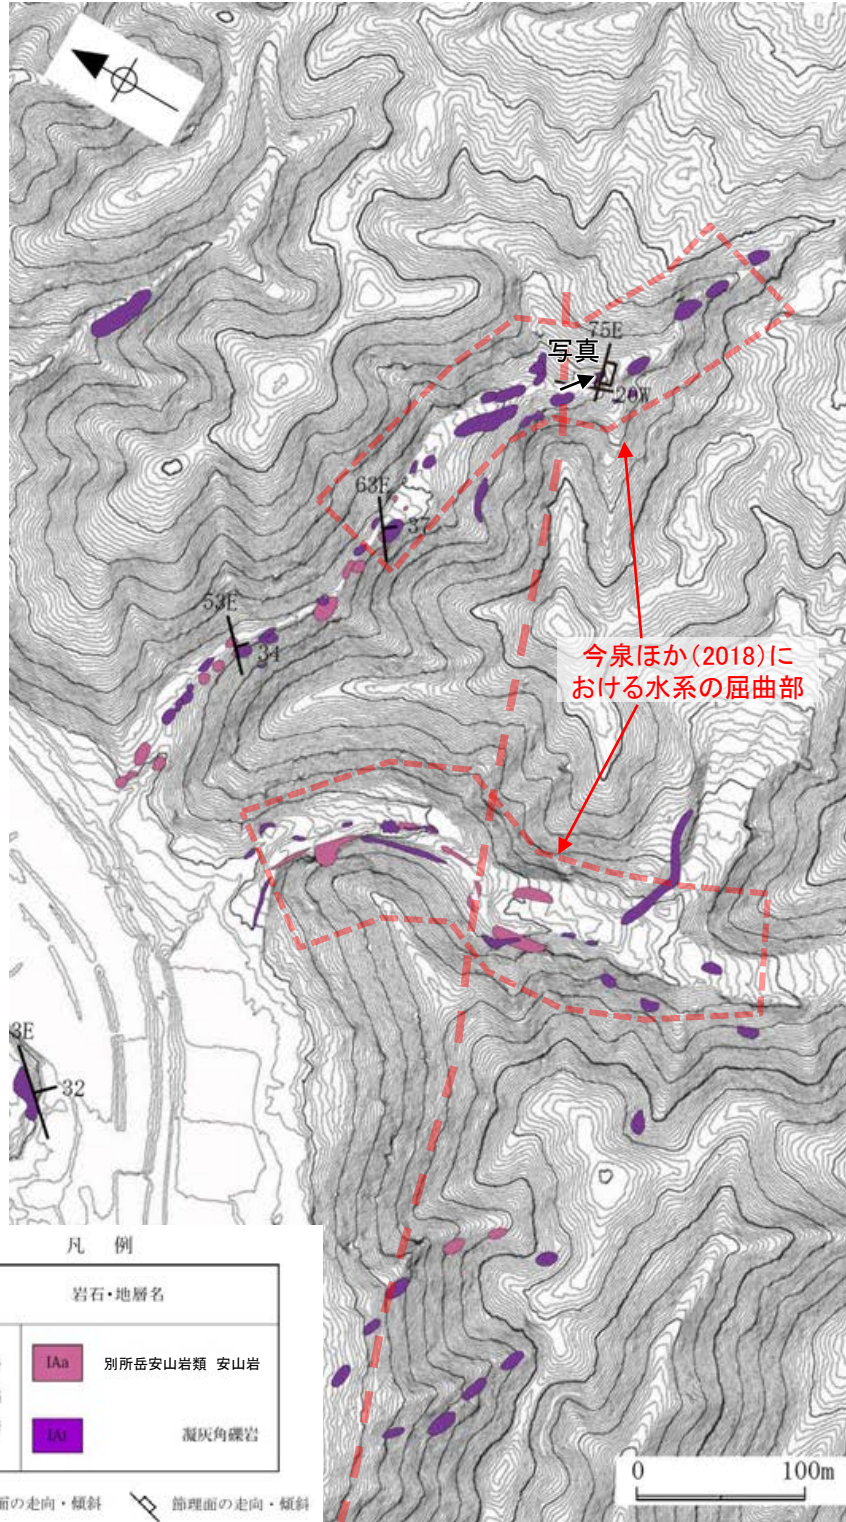 75E
写真
20W
63E
37
53E
34
今泉ほか(2018)に
おける水系の屈曲部
3E
32
凡 例
岩石・地層名
IAa 別所岳安山岩類 安山岩
IAt 凝灰角礫岩
面の走向・傾斜 節理面の走向・傾斜
0 100m